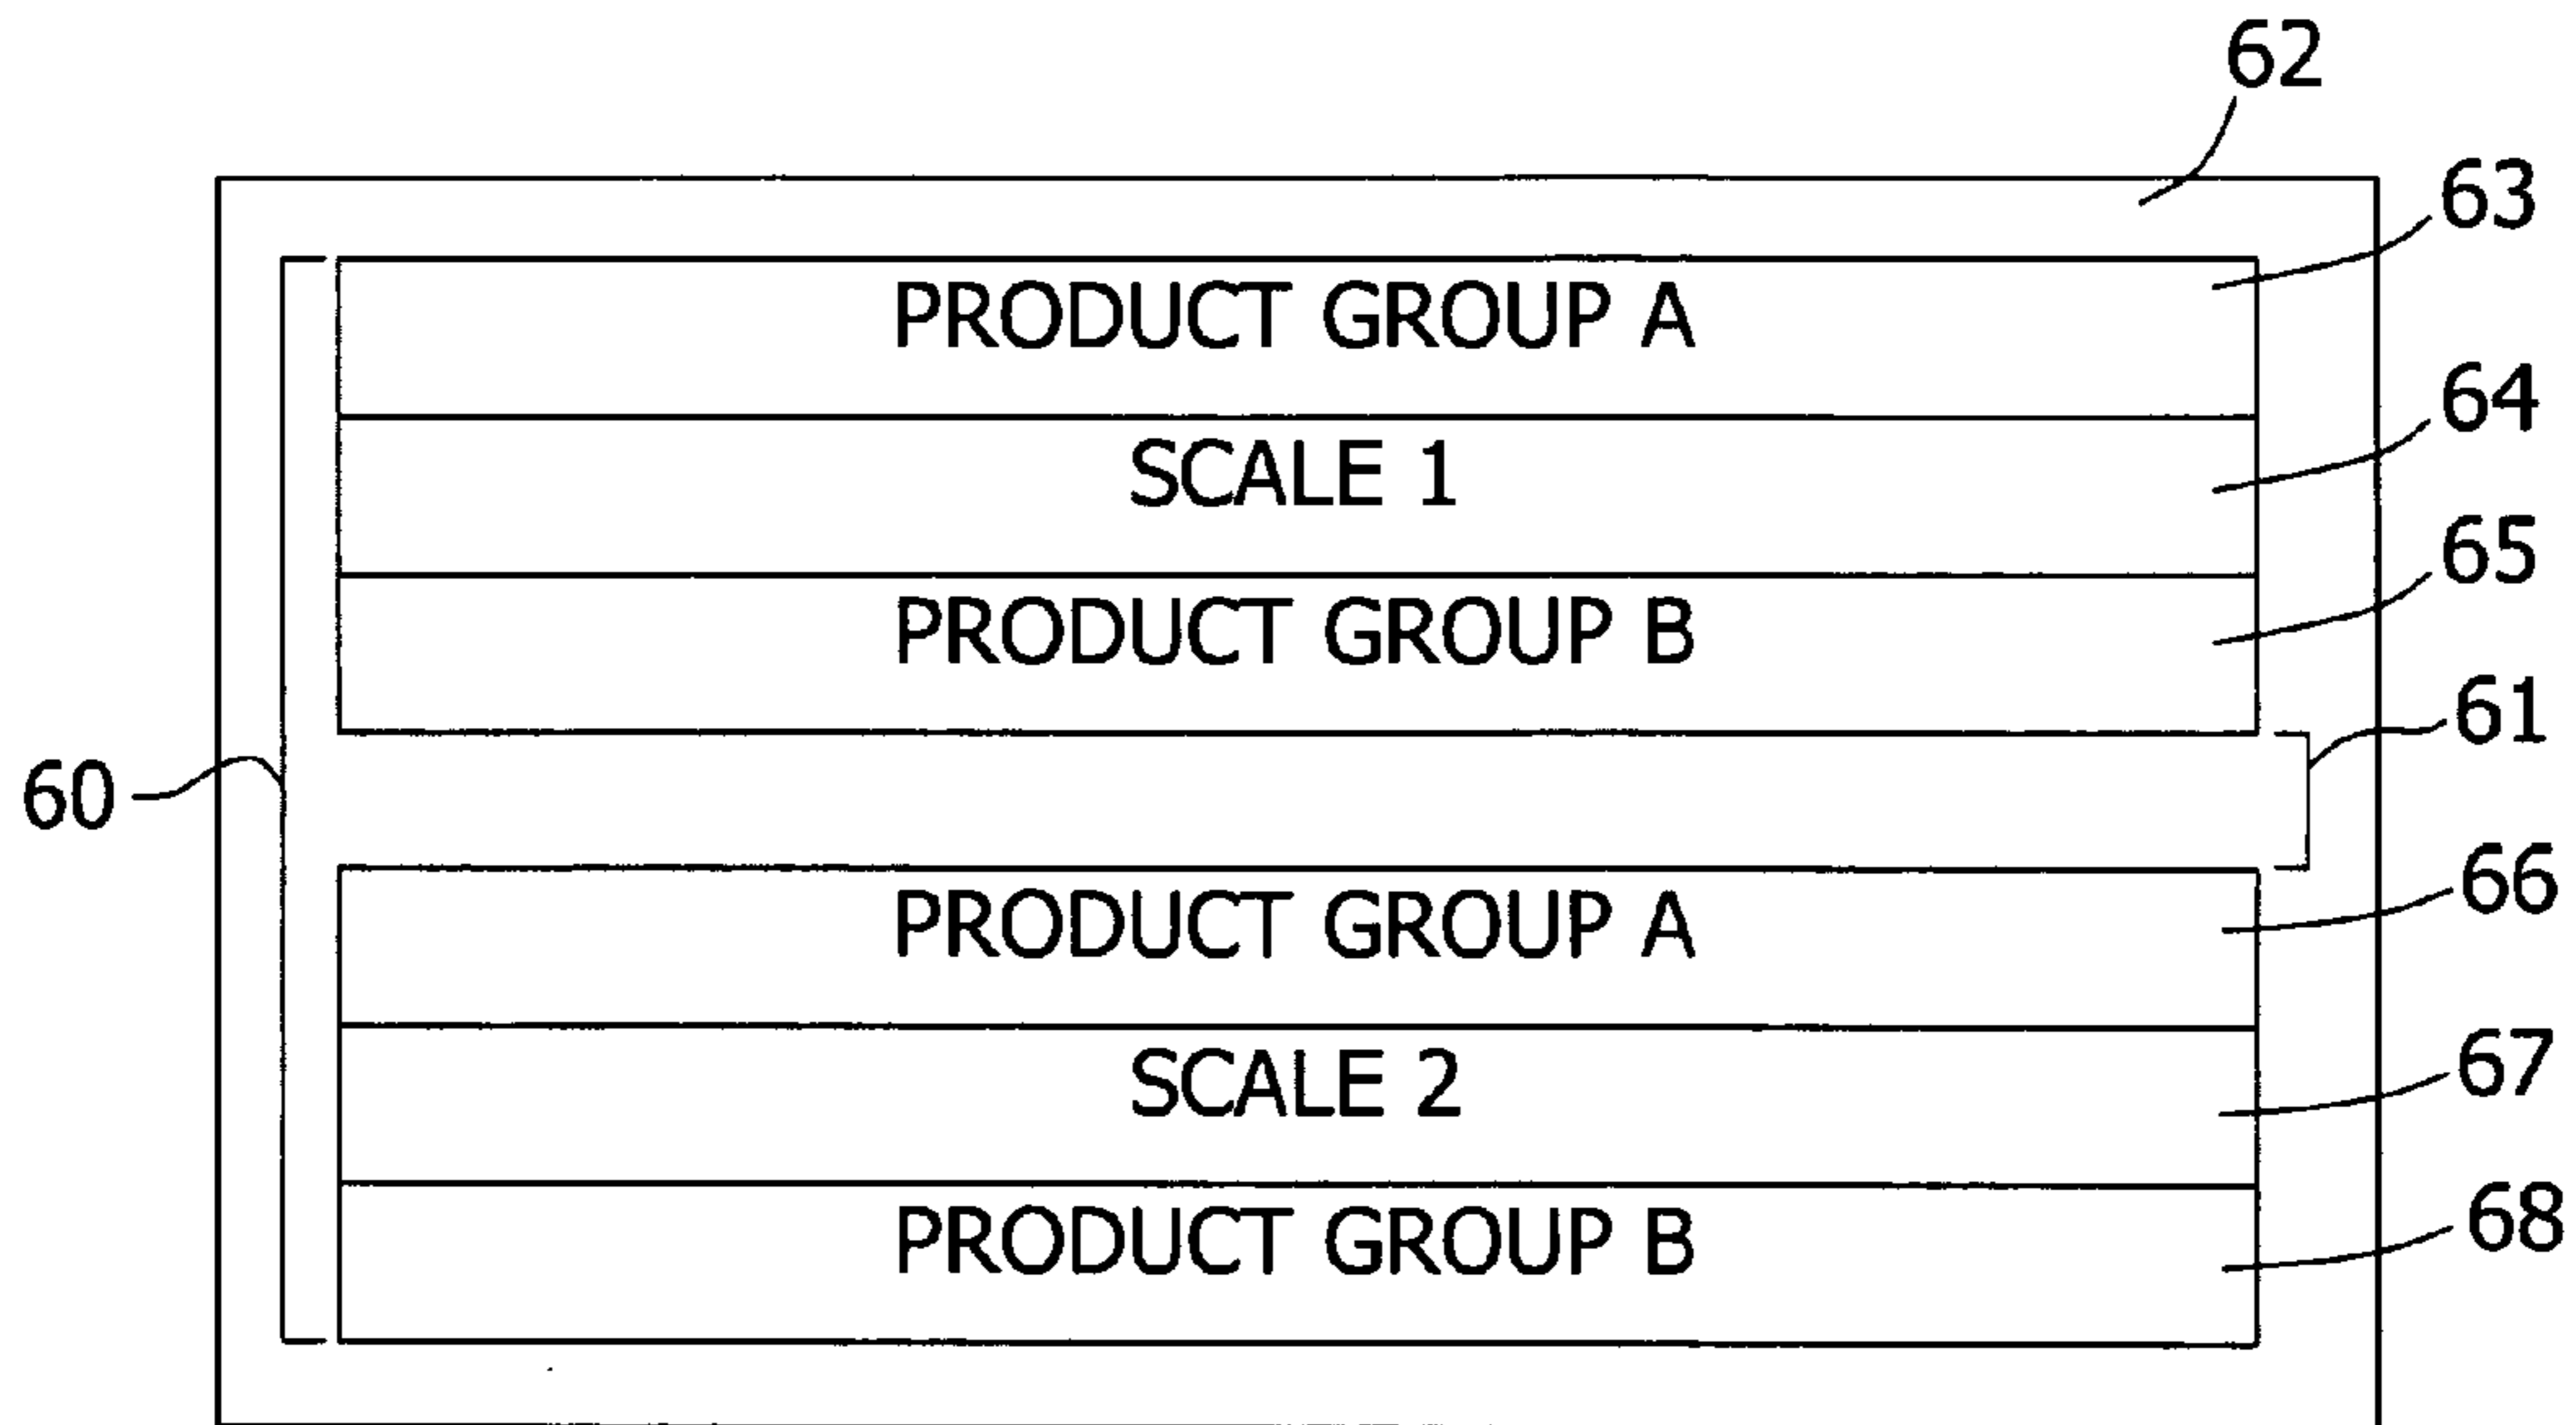 62
63
PRODUCT GROUP A
64
SCALE 1
65
PRODUCT GROUP B
61
60
66
PRODUCT GROUP A
67
SCALE 2
68
PRODUCT GROUP B